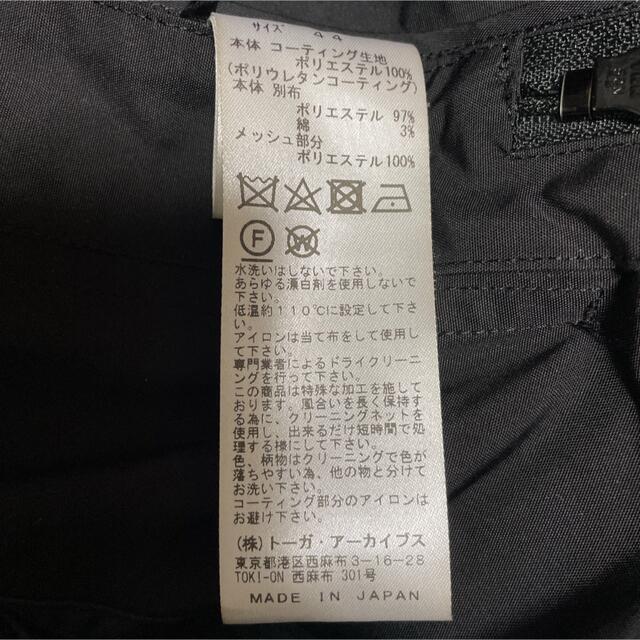 サイズ 44
本体 コーティング生地
ポリエステル100%
(ポリウレタンコーティング)
本体 別布
ポリエステル 97%
綿 3%
メッシュ部分
ポリエステル100%
F W
水洗いはしないで下さい。
あらゆる漂白剤を使用しないで
下さい。
低温約110℃に設定して下さ
い。
アイロンは当て布をして使用し
て下さい。
専門業者によるドライクリーニ
ングを行って下さい。
この商品は特殊な加工を施して
おります。風合いを長く保持す
る為に、クリーニングネットを
使用し、出来るだけ短時間で処
理する様にして下さい。
色、柄物はクリーニングで色が
落ちやすい為、他の物と分けて
お洗い下さい。
コーティング部分のアイロンは
お避け下さい。
(株)トーガ・アーカイブス
東京都港区西麻布3-16-28
TOKI-ON 西麻布 301号
MADE IN JAPAN